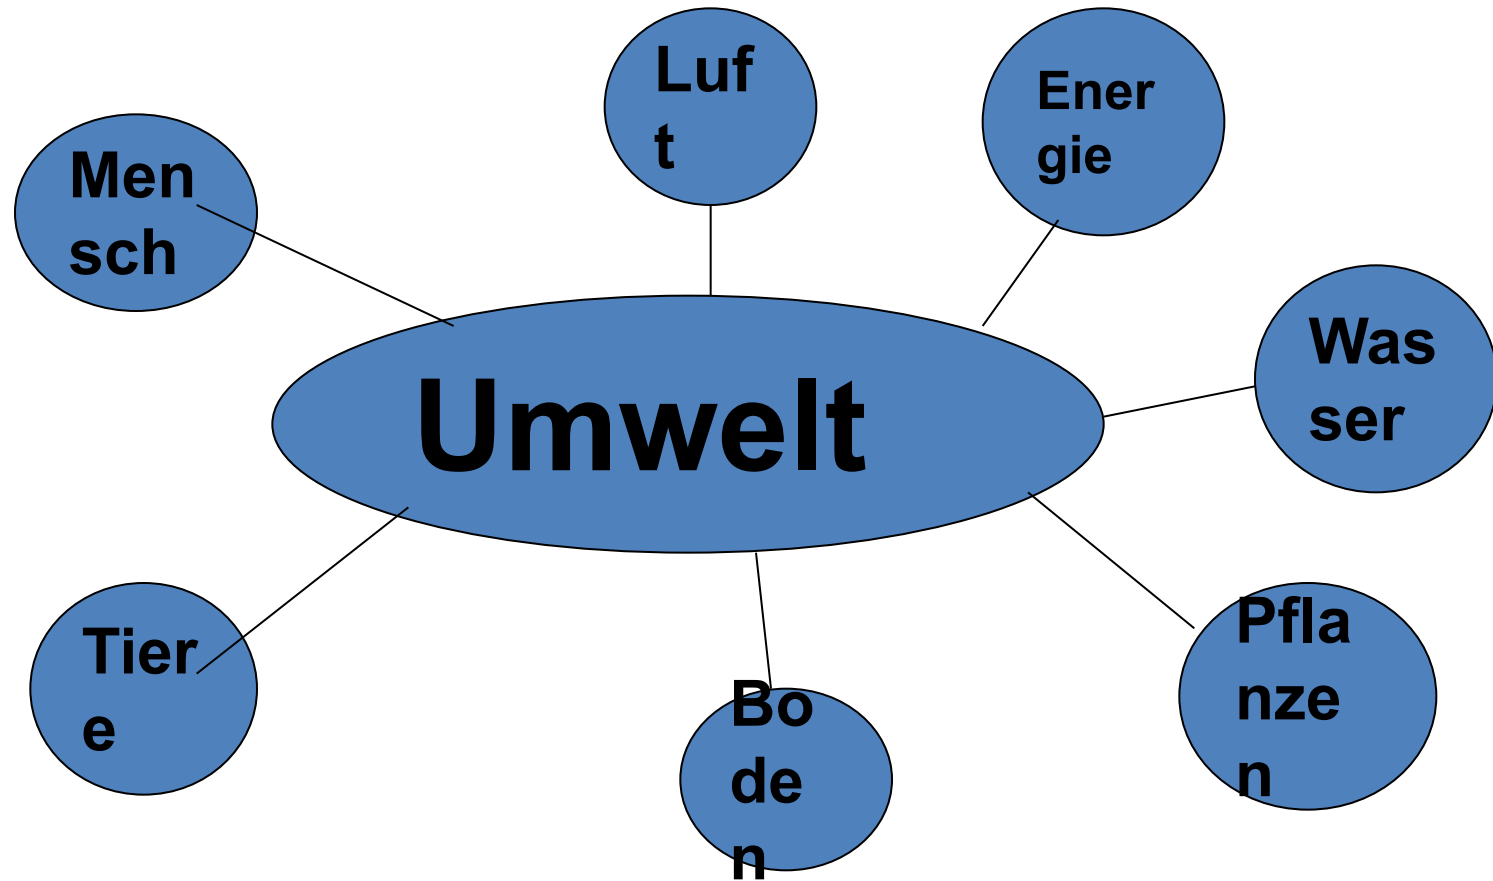 Luf
t
Ener
gie
Men
sch
Was
ser
Umwelt
Tier
e
Bo
de
n
Pfla
nze
n